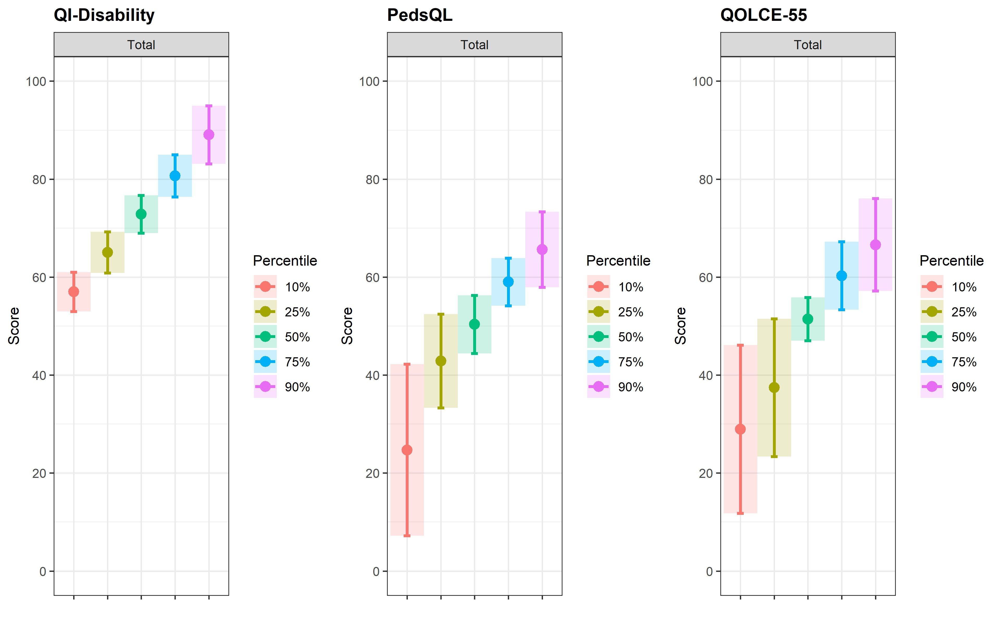 QI-Disability
Total
100
80
60
40
20
0
Score
Percentile
10%
25%
50%
75%
90%
PedsQL
Total
100
80
60
40
20
0
Score
Percentile
10%
25%
50%
75%
90%
QOLCE-55
Total
100
80
60
40
20
0
Score
Percentile
10%
25%
50%
75%
90%